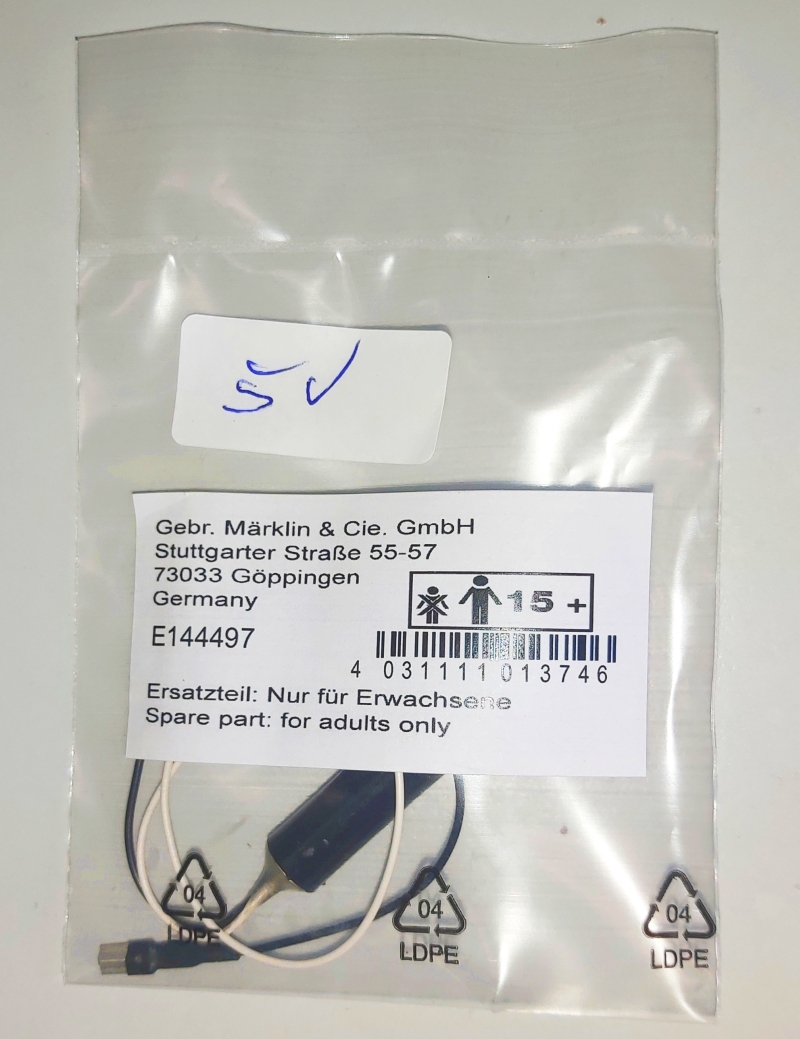 5V
Gebr. Märklin & Cie. GmbH
Stuttgarter Straße 55-57
73033 Göppingen
Germany
15 +
E144497
4 031111 013746
Ersatzteil: Nur für Erwachsene
Spare part: for adults only
04
LDPE
04
LDPE
04
LDPE